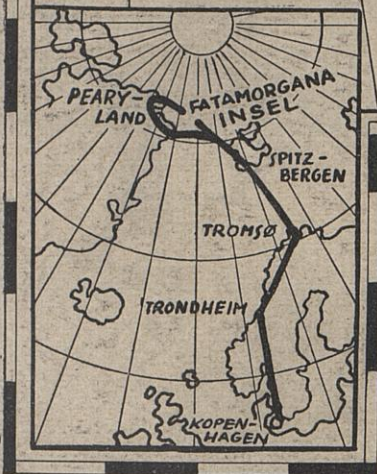 PEARY-
LAND
FATAMORGANA
INSEL
SPITZ-
BERGEN
TROMSØ
TRONDHEIM
KOPEN-
HAGEN